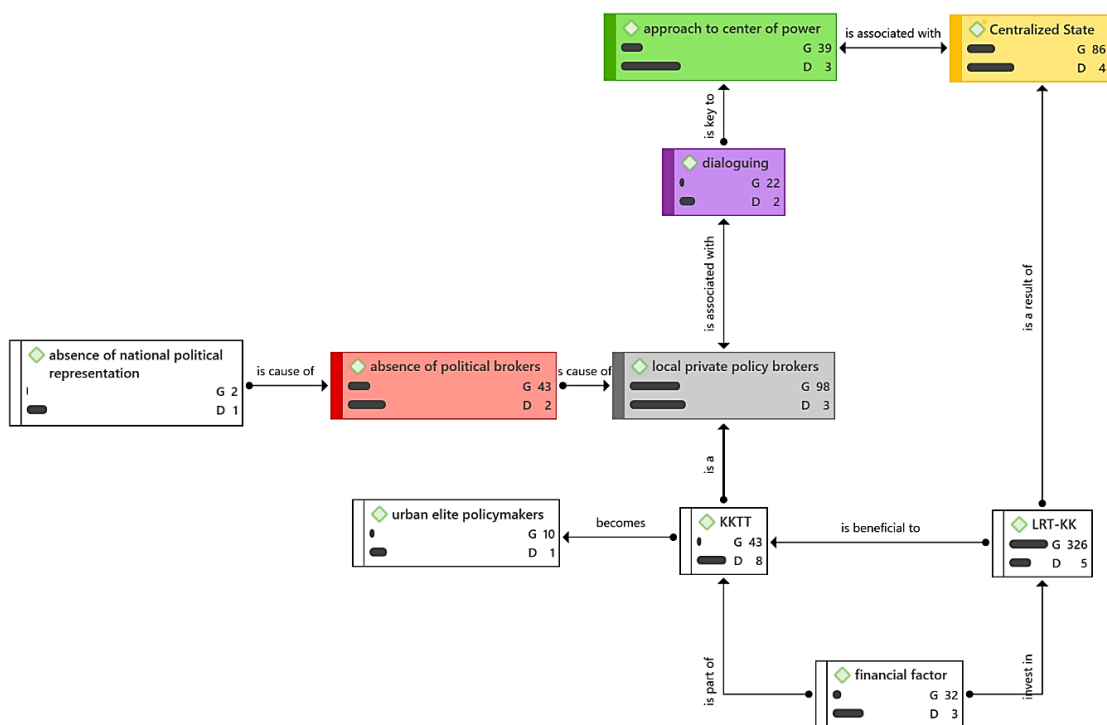 approach to center of power
G 39
D 3
is associated with
Centralized State
G 86
D 4
is key to
dialoguing
G 22
D 2
is associated with
is a result of
absence of national political
representation
G 2
D 1
is cause of
absence of political brokers
G 43
D 2
s cause of
local private policy brokers
G 98
D 3
is a
urban elite policymakers
G 10
D 1
becomes
KKTT
G 43
D 8
is beneficial to
LRT-KK
G 326
D 5
is part of
financial factor
G 32
D 3
invest in